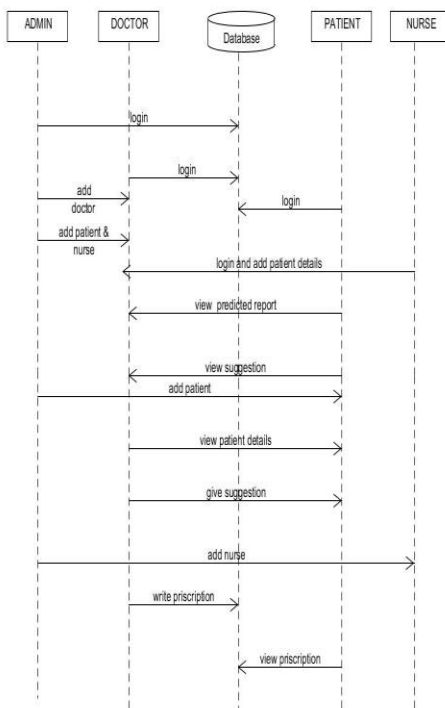 ADMIN
DOCTOR
Database
PATIENT
NURSE
login
login
add
doctor
login
add patient &
nurse
login and add patient details
view predicted report
view suggestion
add patient
view patient details
give suggestion
add nurse
write priscription
view priscription